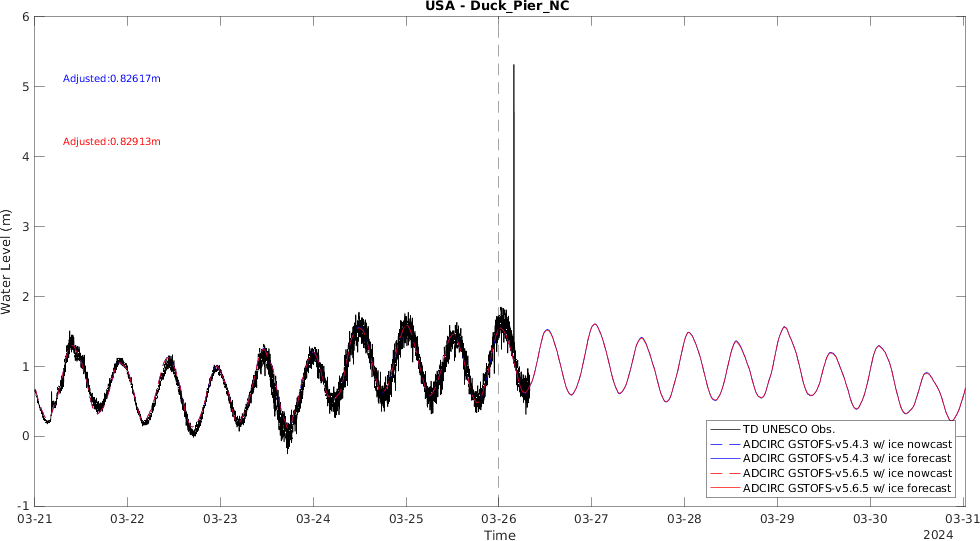 USA - Duck_Pier_NC
Adjusted:0.82617m
Adjusted:0.82913m
Water Level (m)
6
5
4
3
2
1
0
-1
03-21
03-22
03-23
03-24
03-25
03-26
03-27
03-28
03-29
03-30
03-31
Time
2024
TD UNESCO Obs.
ADCIRC GSTOFS-v5.4.3 w/ ice nowcast
ADCIRC GSTOFS-v5.4.3 w/ ice forecast
ADCIRC GSTOFS-v5.6.5 w/ ice nowcast
ADCIRC GSTOFS-v5.6.5 w/ ice forecast